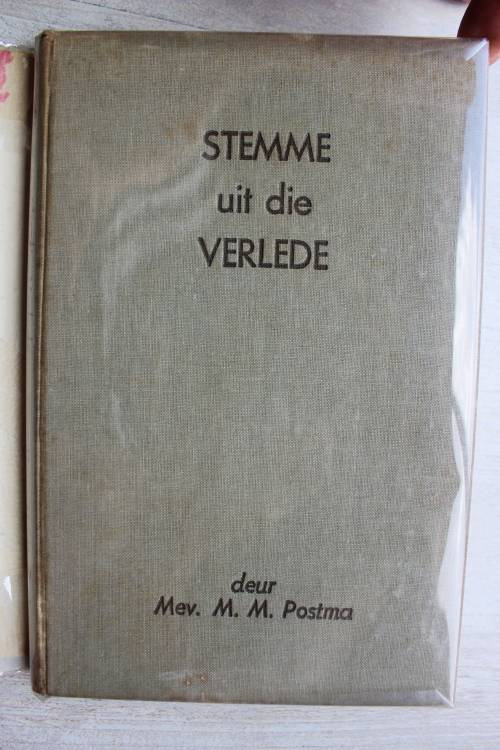 STEMME
uit die
VERLEDE
deur
Mev. M. M. Postma